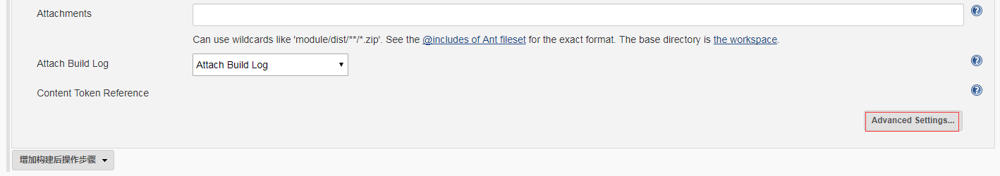 Attachments
Can use wildcards like 'module/dist/**/*.zip'. See the @includes of Ant fileset for the exact format. The base directory is the workspace.
Attach Build Log
Attach Build Log
Content Token Reference
Advanced Settings...
增加构建后操作步骤